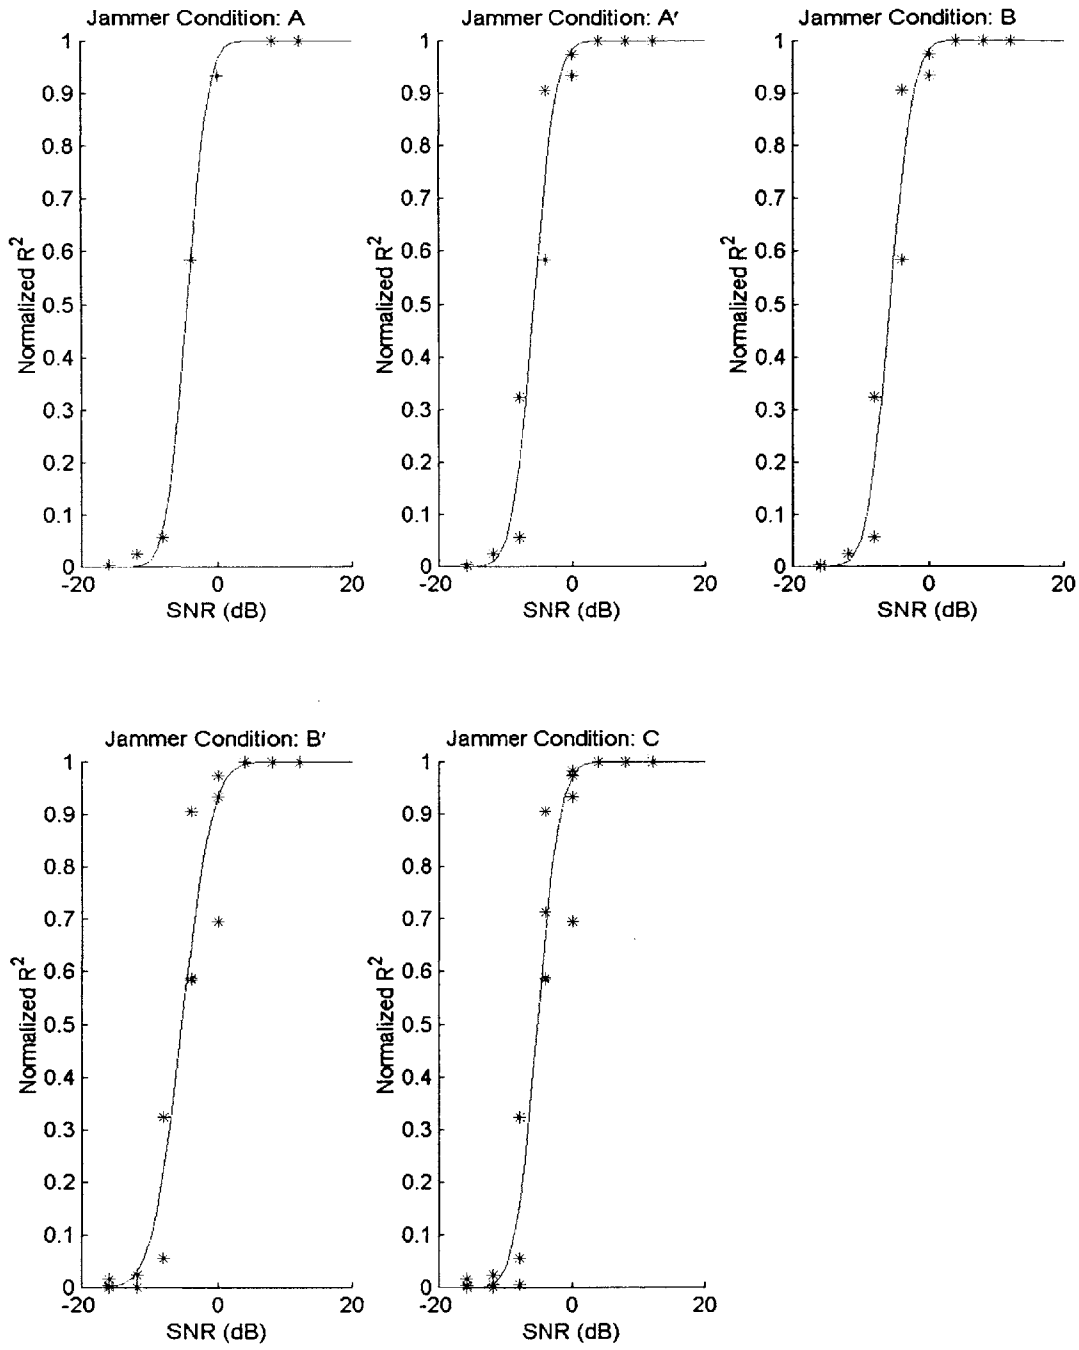 Jammer Condition: A
1
0.9
0.8
0.7
0.6
0.5
0.4
0.3
0.2
0.1
0
-20 0 20
SNR (dB)
Normalized R²
Jammer Condition: A′
1
0.9
0.8
0.7
0.6
0.5
0.4
0.3
0.2
0.1
0
-20 0 20
SNR (dB)
Normalized R²
Jammer Condition: B
1
0.9
0.8
0.7
0.6
0.5
0.4
0.3
0.2
0.1
0
-20 0 20
SNR (dB)
Normalized R²
Jammer Condition: B′
1
0.9
0.8
0.7
0.6
0.5
0.4
0.3
0.2
0.1
0
-20 0 20
SNR (dB)
Normalized R²
Jammer Condition: C
1
0.9
0.8
0.7
0.6
0.5
0.4
0.3
0.2
0.1
0
-20 0 20
SNR (dB)
Normalized R²